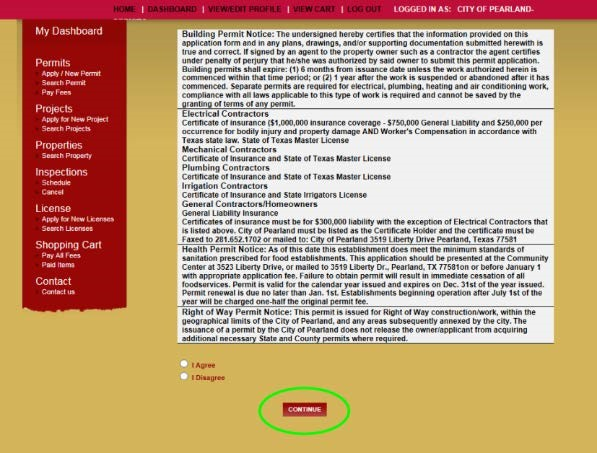 HOME | DASHBOARD | VIEW/EDIT PROFILE | VIEW CART | LOG OUT LOGGED IN AS: CITY OF PEARLAND-
My Dashboard
Permits
Apply / New Permit
Search Permit
Pay Fees
Projects
Apply for New Project
Search Projects
Properties
Search Property
Inspections
Schedule
Cancel
License
Apply for New Licenses
Search Licenses
Shopping Cart
Pay All Fees
Paid Items
Contact
Contact us
Building Permit Notice: The undersigned hereby certifies that the information provided on this
application form and in any plans, drawings, and/or supporting documentation submitted herewith is
true and correct. If signed by an agent to the property owner such as a contractor the agent certifies
under penalty of perjury that he/she was authorized by said owner to submit this permit application.
Building permits shall expire: (1) 6 months from issuance date unless the work authorized herein is
commenced within that time period; or (2) 1 year after the work is suspended or abandoned after it has
commenced. Separate permits are required for electrical, plumbing, heating and air conditioning work,
compliance with all laws applicable to this type of work is required and cannot be saved by the
granting of terms of any permit.
Electrical Contractors
Certificate of insurance ($1,000,000 insurance coverage - $750,000 General Liability and $250,000 per
occurrence for bodily injury and property damage AND Worker's Compensation in accordance with
Texas state law. State of Texas Master License
Mechanical Contractors
Certificate of Insurance and State of Texas Master License
Plumbing Contractors
Certificate of Insurance and State of Texas Master License
Irrigation Contractors
Certificate of Insurance and State Irrigators License
General Contractors/Homeowners
General Liability Insurance
Certificates of insurance must be for $300,000 liability with the exception of Electrical Contractors that
is listed above. City of Pearland must be listed as the Certificate Holder and the certificate must be
Faxed to 281.652.1702 or mailed to: City of Pearland 3519 Liberty Drive Pearland, Texas 77581
Health Permit Notice: As of this date this establishment does meet the minimum standards of
sanitation prescribed for food establishments. This application should be presented at the Community
Center at 3523 Liberty Drive, or mailed to 3519 Liberty Dr., Pearland, TX 77581on or before January 1
with appropriate application fee. Failure to obtain permit will result in immediate cessation of all
foodservices. Permit is valid for the calendar year issued and expires on Dec. 31st of the year issued.
Permit renewal is due no later than Jan. 1st. Establishments beginning operation after July 1st of the
year will be charged one-half the original permit fee.
Right of Way Permit Notice: This permit is issued for Right of Way construction/work, within the
geographical limits of the City of Pearland, and any areas subsequently annexed by the city. The
issuance of a permit by the City of Pearland does not release the owner/applicant from acquiring
additional necessary State and County permits where required.
I Agree
I Disagree
CONTINUE